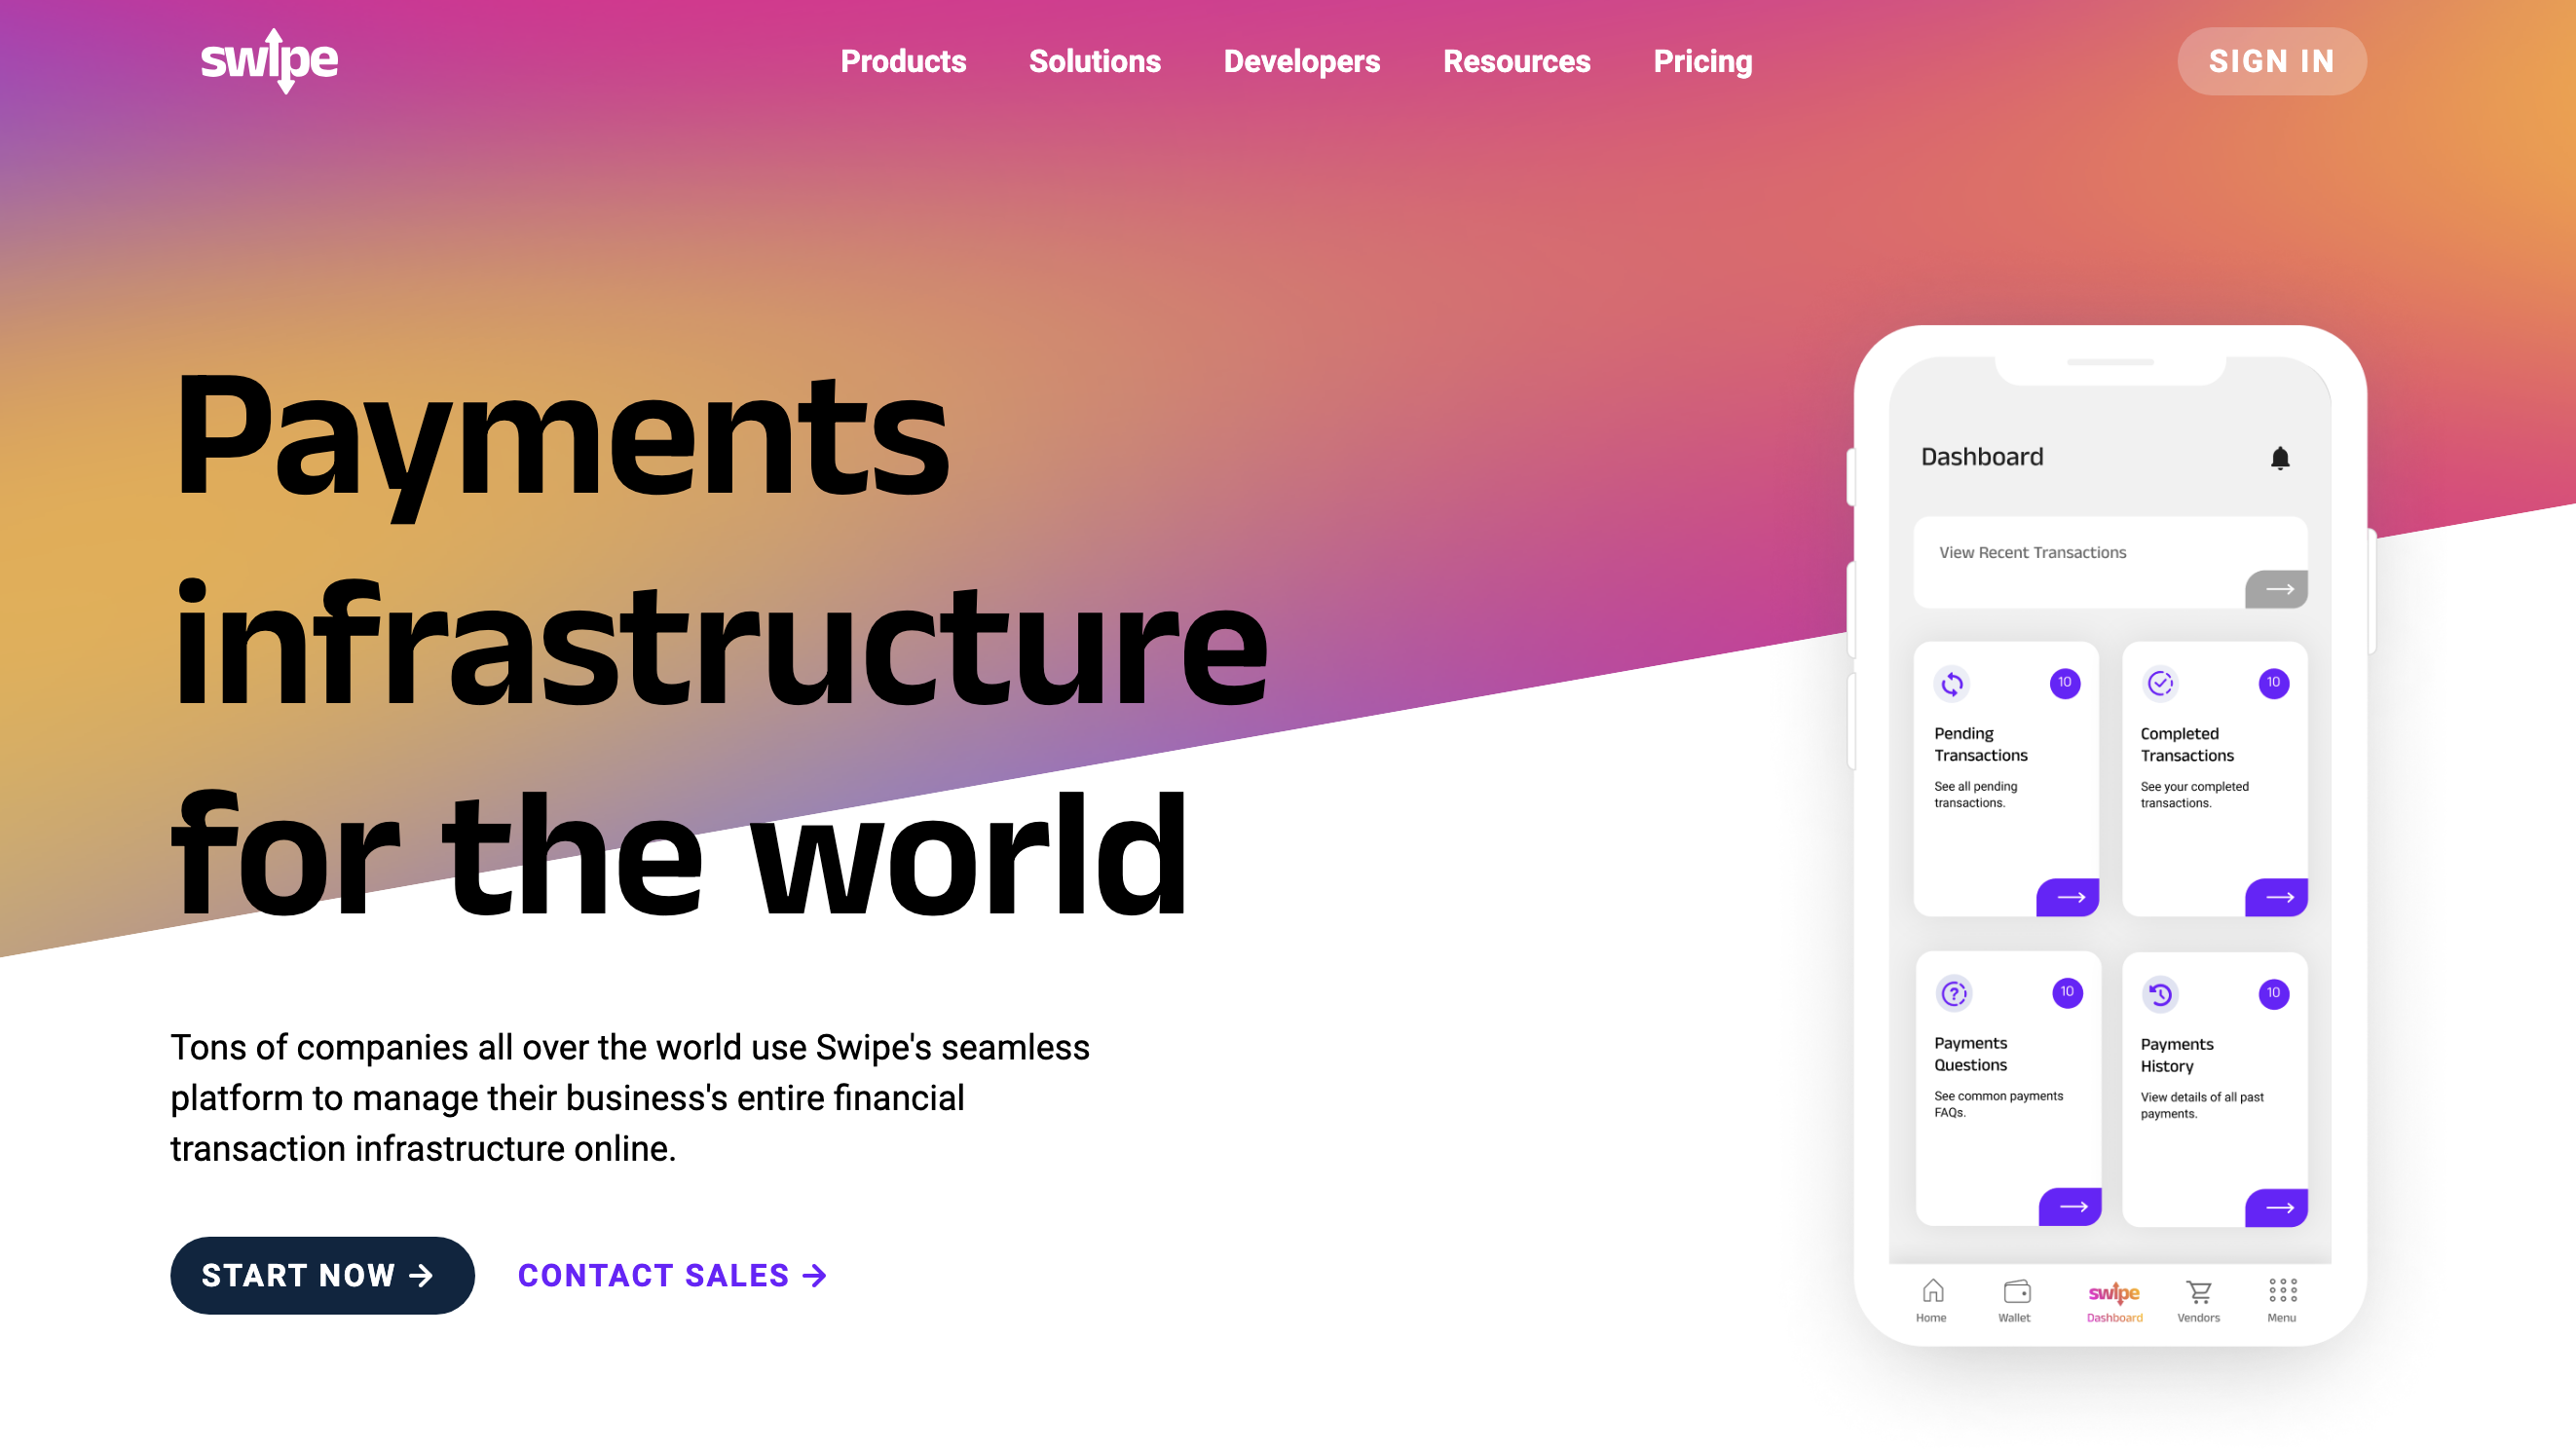 swipe
Products
Solutions
Developers
Resources
Pricing
SIGN IN
Payments
infrastructure
for the world
Tons of companies all over the world use Swipe's seamless
platform to manage their business's entire financial
transaction infrastructure online.
START NOW →
CONTACT SALES →
Dashboard
View Recent Transactions
10
Pending
Transactions
See all pending
transactions.
10
Completed
Transactions
See your completed
transactions.
10
Payments
Questions
See common payments
FAQs.
10
Payments
History
View details of all past
payments.
Home
Wallet
swipe
Dashboard
Vendors
Menu